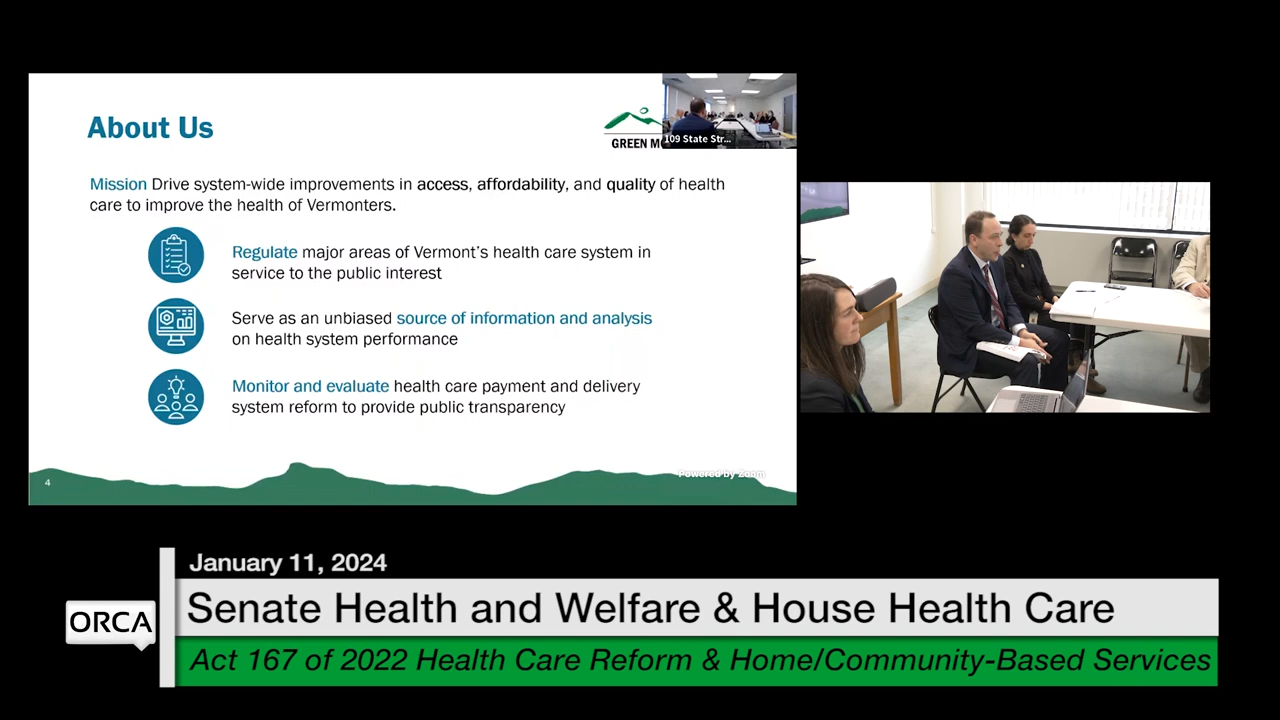 About Us
GREEN
109 State Str...
Mission Drive system-wide improvements in access, affordability, and quality of health
care to improve the health of Vermonters.
Regulate major areas of Vermont's health care system in
service to the public interest
Serve as an unbiased source of information and analysis
on health system performance
Monitor and evaluate health care payment and delivery
system reform to provide public transparency
4
Powered by Zoom
January 11, 2024
ORCA
Senate Health and Welfare & House Health Care
Act 167 of 2022 Health Care Reform & Home/Community-Based Services